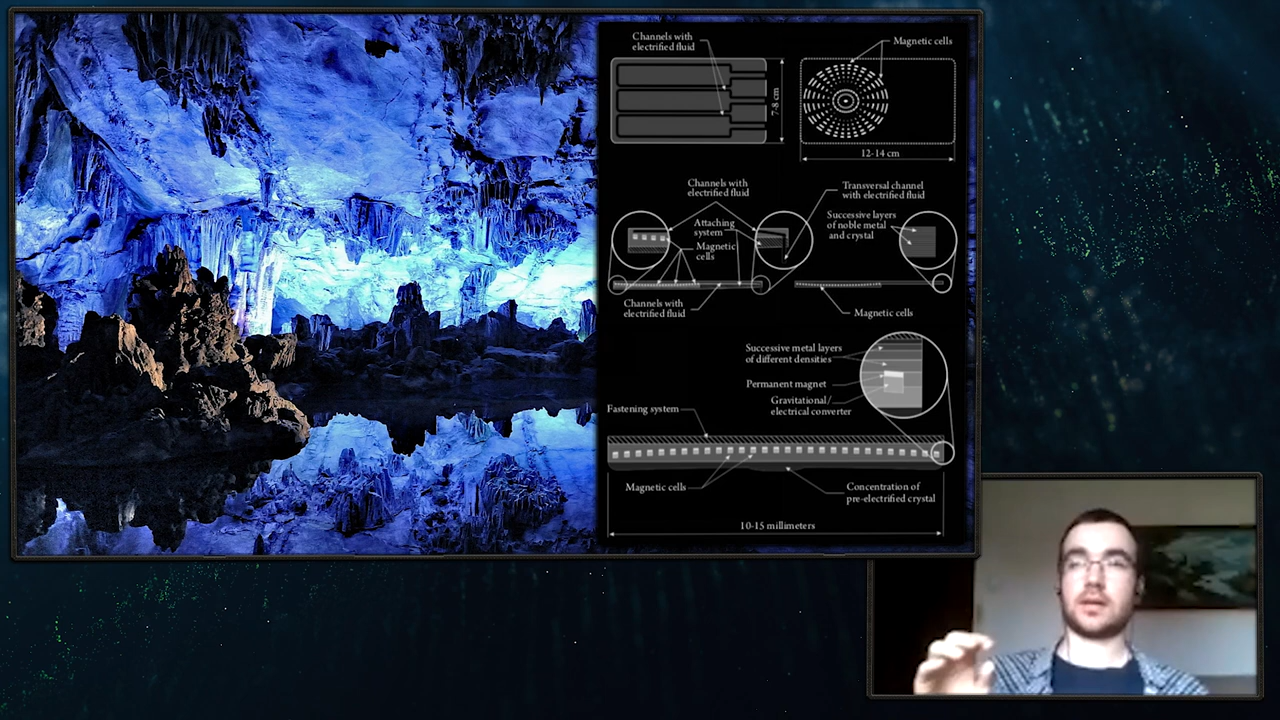 Channels with
electrified fluid
Magnetic cells
7-8 cm
12-14 cm
Channels with
electrified fluid
Transversal channel
with electrified fluid
Attaching
system
Magnetic
cells
Successive layers
of noble metal
and crystal
Channels with
electrified fluid
Magnetic cells
Successive metal layers
of different densities
Permanent magnet
Gravitational/
electrical converter
Fastening system
Magnetic cells
Concentration of
pre-electrified crystal
10-15 millimeters